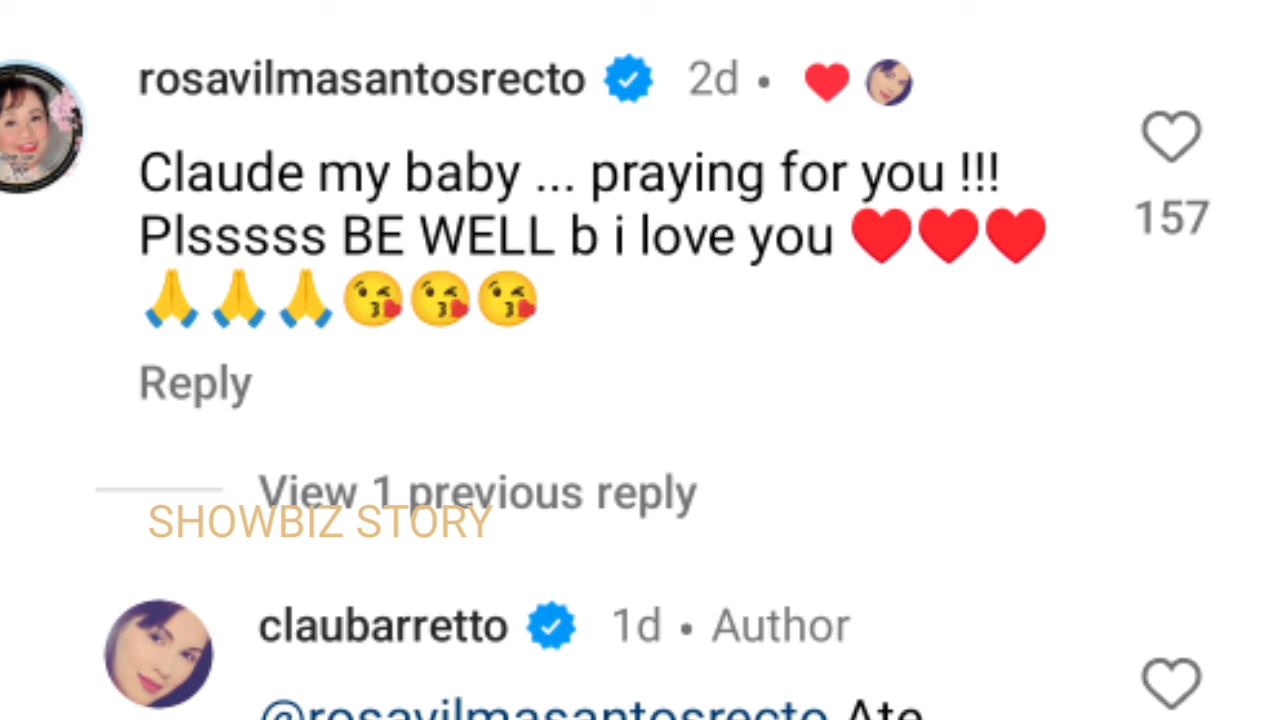 rosavilmasantosrecto 2d •
Claude my baby ... praying for you !!!
Plsssss BE WELL b i love you ❤️❤️❤️
🙏🙏🙏😘😘😘
157
Reply
View 1 previous reply
SHOWBIZ STORY
claubarretto 1d • Author
@rosavilmasantosrecto Ate